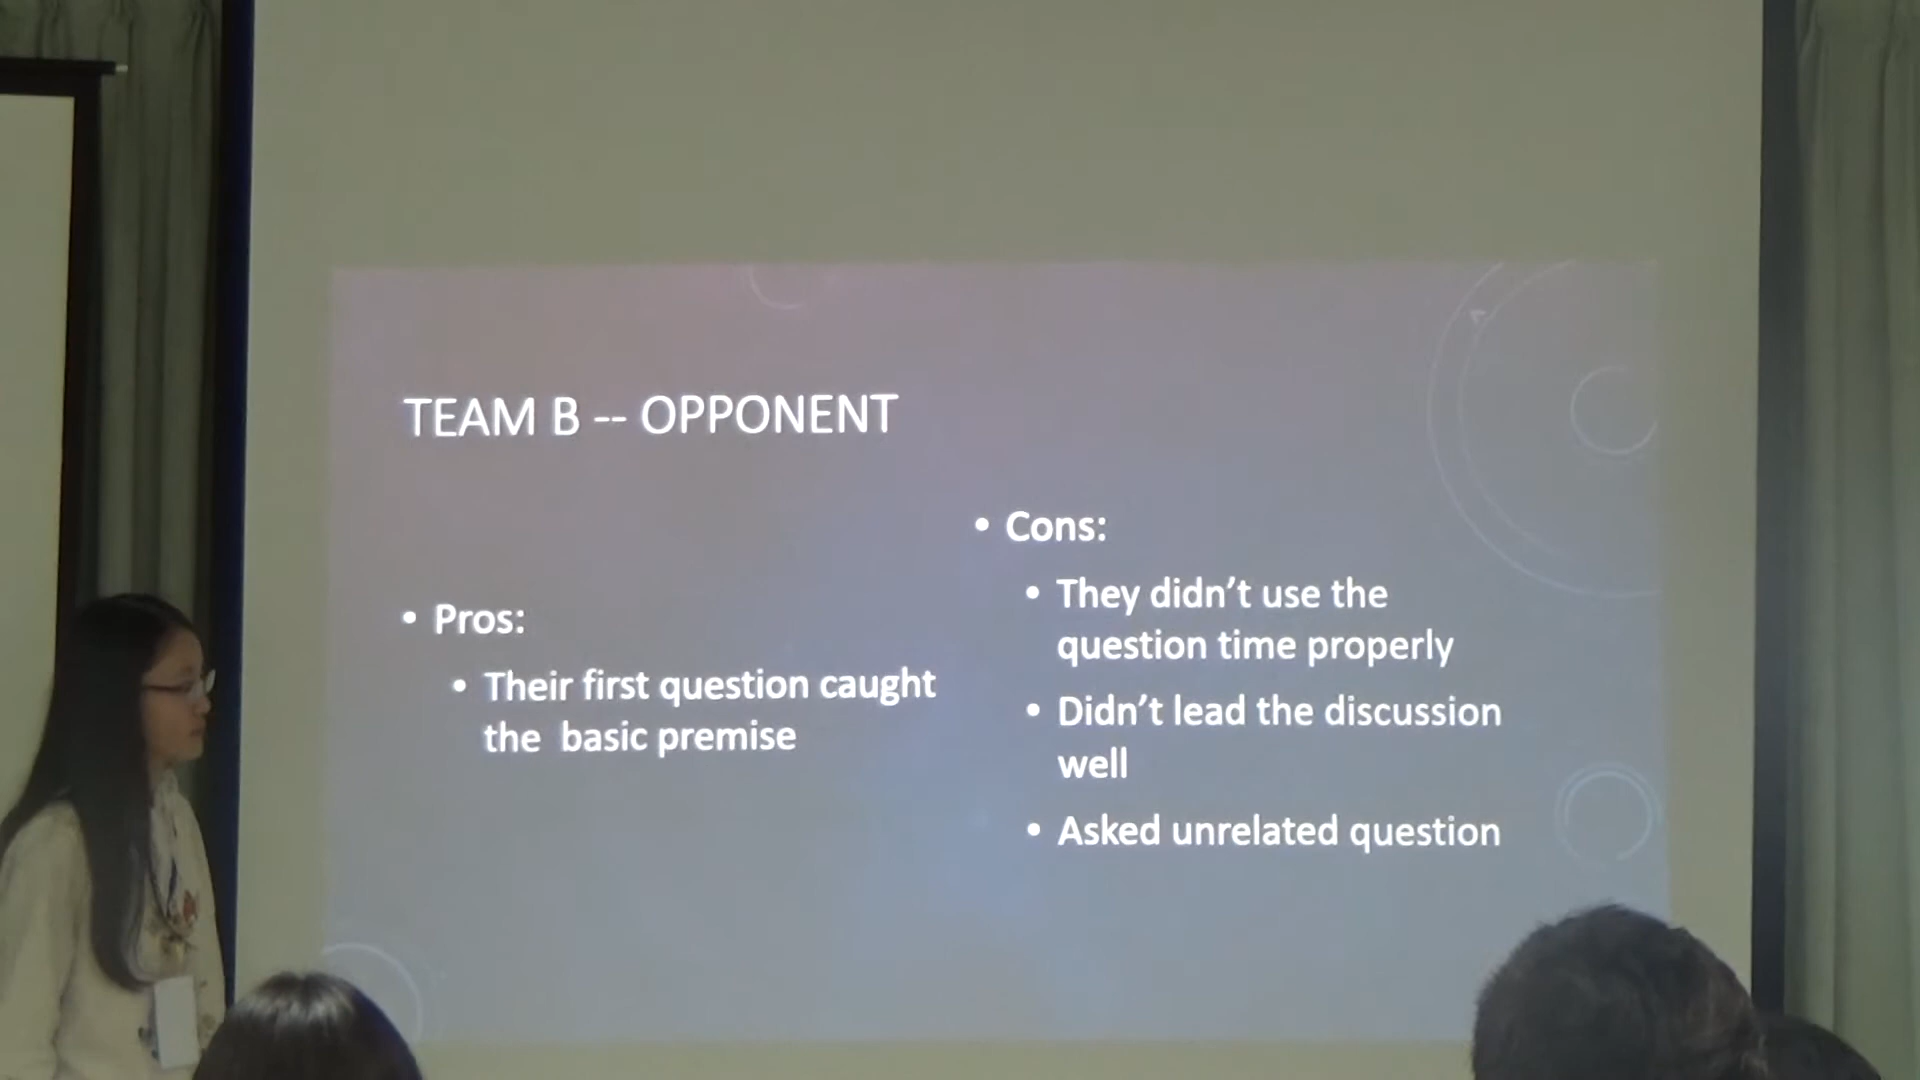 TEAM B -- OPPONENT
• Pros:
• Their first question caught
the basic premise
• Cons:
• They didn’t use the
question time properly
• Didn’t lead the discussion
well
• Asked unrelated question